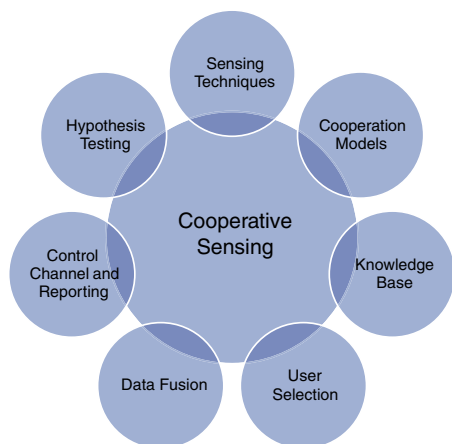 Sensing
Techniques
Hypothesis
Testing
Cooperation
Models
Cooperative
Sensing
Control
Channel and
Reporting
Knowledge
Base
Data Fusion
User
Selection